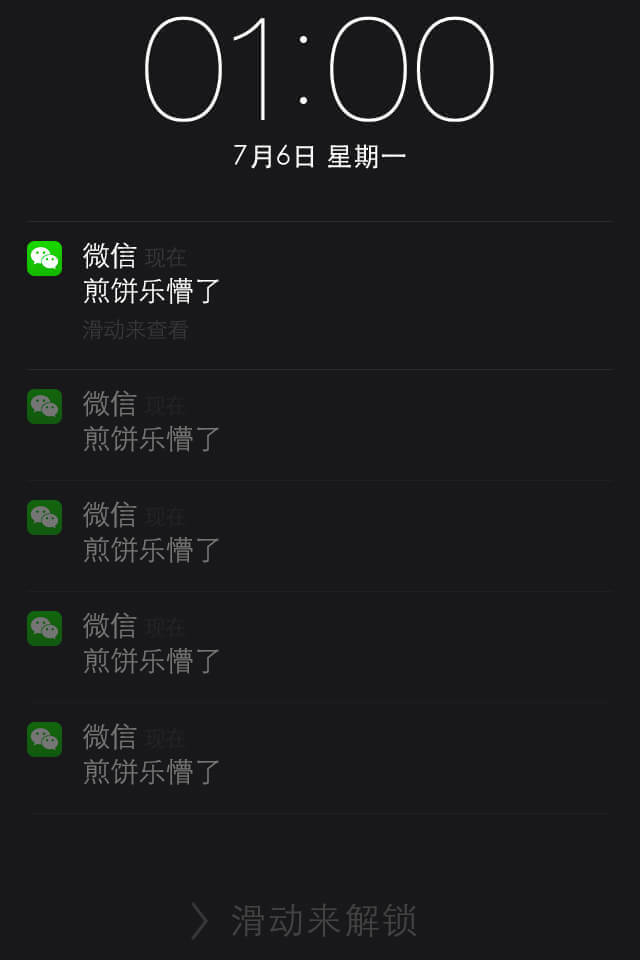 01:00
7月6日 星期一
微信 现在
煎饼乐懵了
滑动来查看
微信 现在
煎饼乐懵了
微信 现在
煎饼乐懵了
微信 现在
煎饼乐懵了
微信 现在
煎饼乐懵了
滑动来解锁